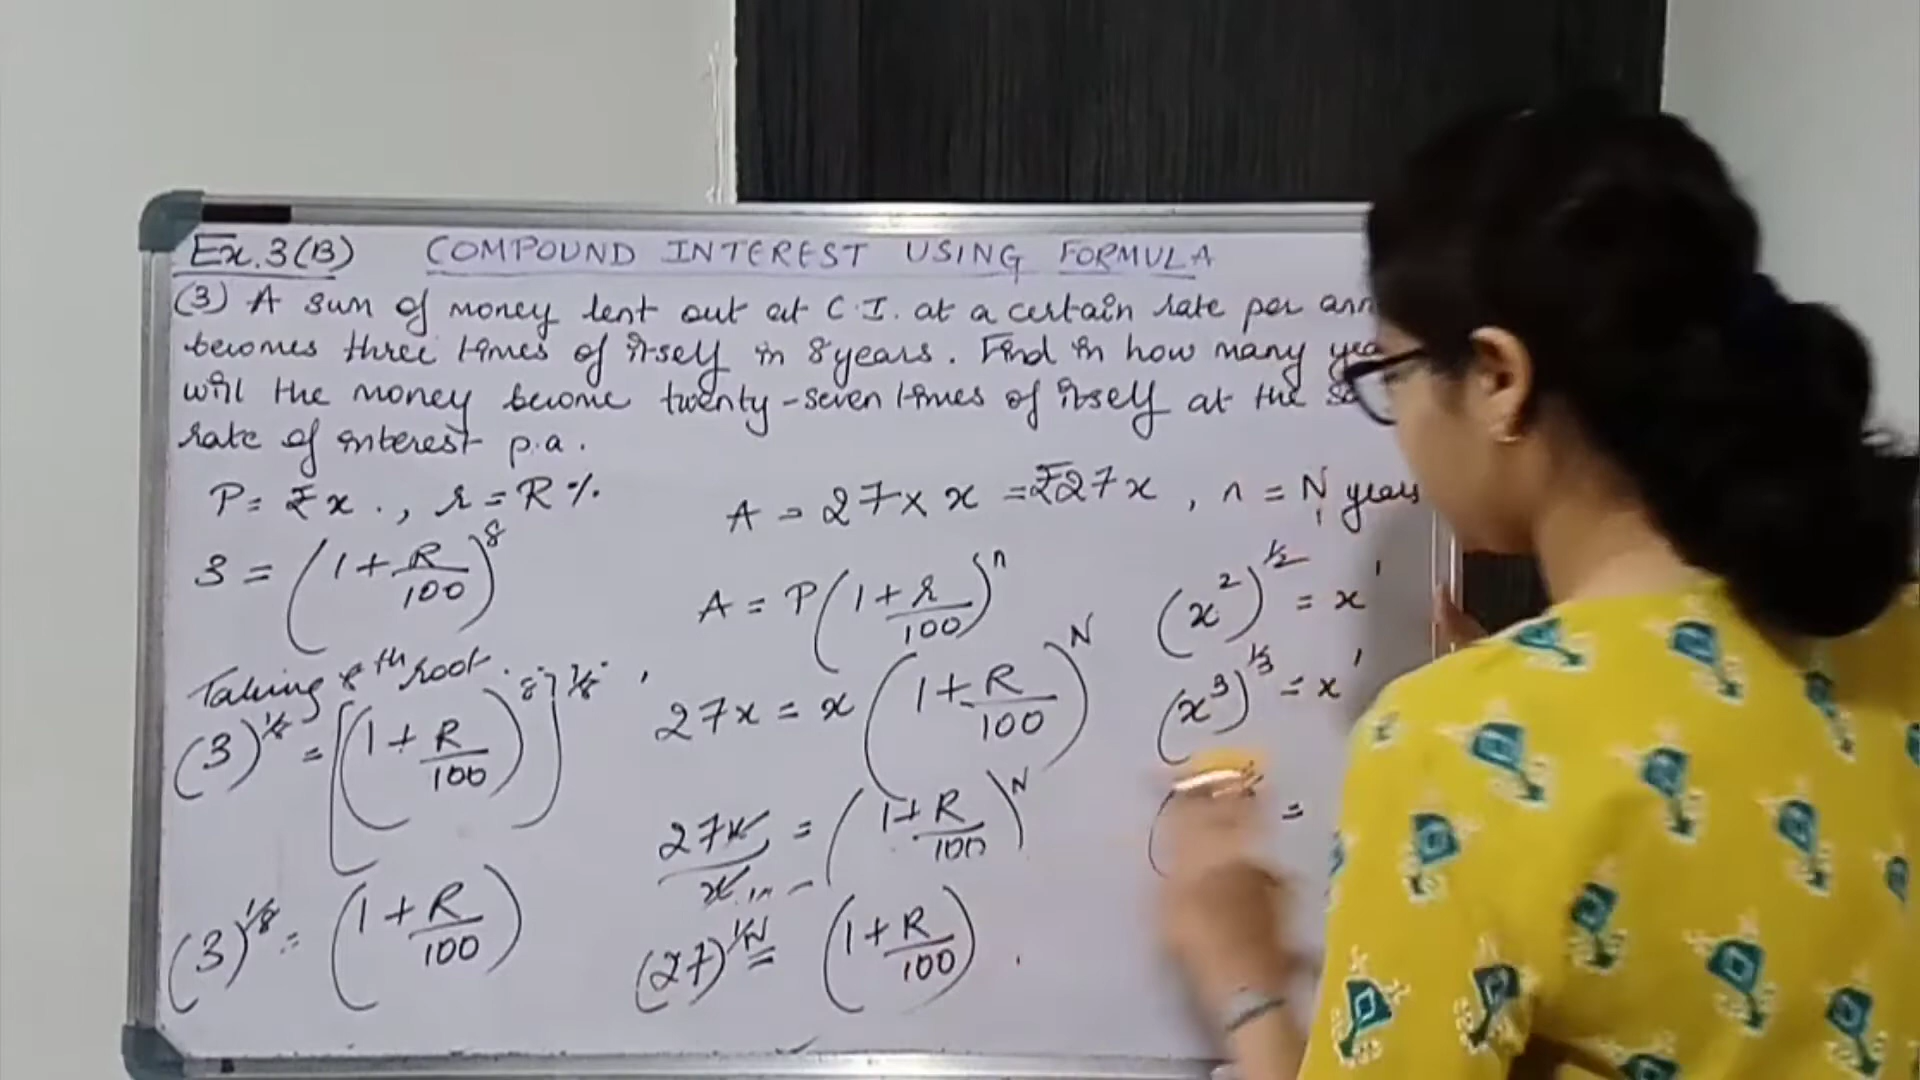 Ex.3(B) COMPOUND INTEREST USING FORMULA
(3) A sum of money lent out at C.I. at a certain rate per ann
becomes three times of itself in 8 years. Find in how many yea
will the money become twenty-seven times of itself at the sa
rate of interest p.a.
P = ₹ x . , r = R %
3 = (1 + R/100)^8
Taking 8th root.
(3)^1/8 = [(1 + R/100)^8]^1/8
(3)^1/8 = (1 + R/100)
A = 27 × x = ₹27x , n = N years
A = P(1 + r/100)^n
27x = x(1 + R/100)^N
27x/x = (1 + R/100)^N
(27)^1/N = (1 + R/100)
(x^2)^1/2 = x^1
(x^3)^1/3 = x^1
=